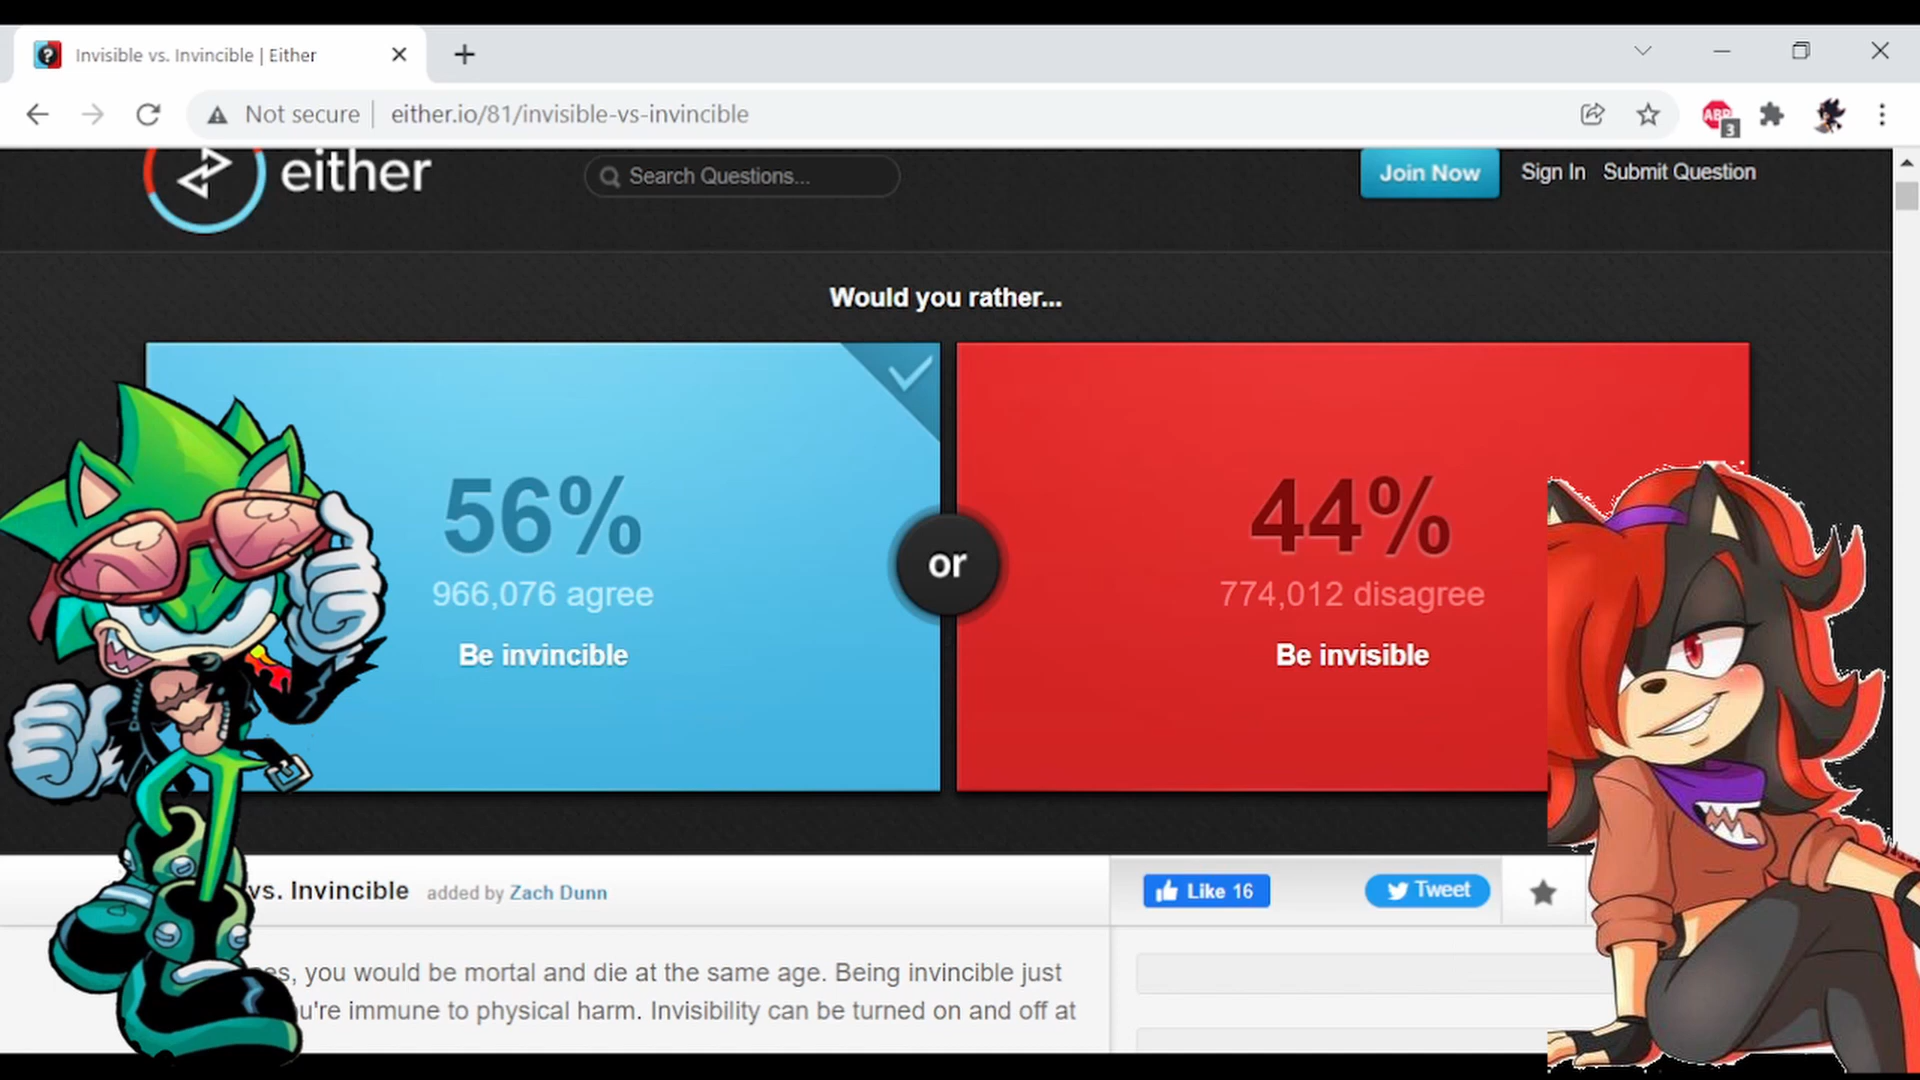 Invisible vs. Invincible | Either
Not secure
either.io/81/invisible-vs-invincible
ABP
3
either
Search Questions...
Join Now
Sign In
Submit Question
Would you rather...
56%
966,076 agree
Be invincible
or
44%
774,012 disagree
Be invisible
vs. Invincible
added by Zach Dunn
Like 16
Tweet
es, you would be mortal and die at the same age. Being invincible just
u're immune to physical harm. Invisibility can be turned on and off at